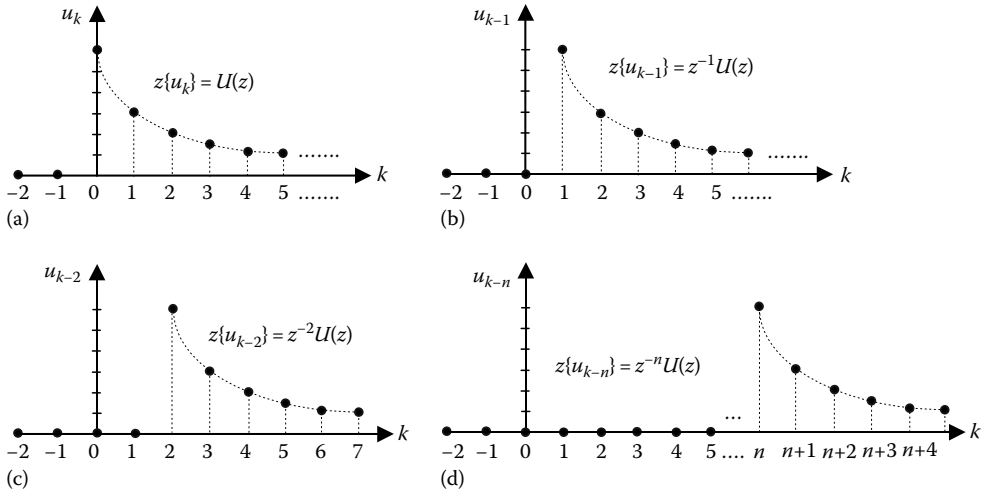 u_k
z{u_k} = U(z)
.......
k
–2 –1 0 1 2 3 4 5 .......
(a)
u_{k–1}
z{u_{k–1}} = z^{–1}U(z)
.......
k
–2 –1 0 1 2 3 4 5 .......
(b)
u_{k–2}
z{u_{k–2}} = z^{–2}U(z)
k
–2 –1 0 1 2 3 4 5 6 7
(c)
u_{k–n}
z{u_{k–n}} = z^{–n}U(z)
...
k
–2 –1 0 1 2 3 4 5 .... n n+1 n+2 n+3 n+4
(d)